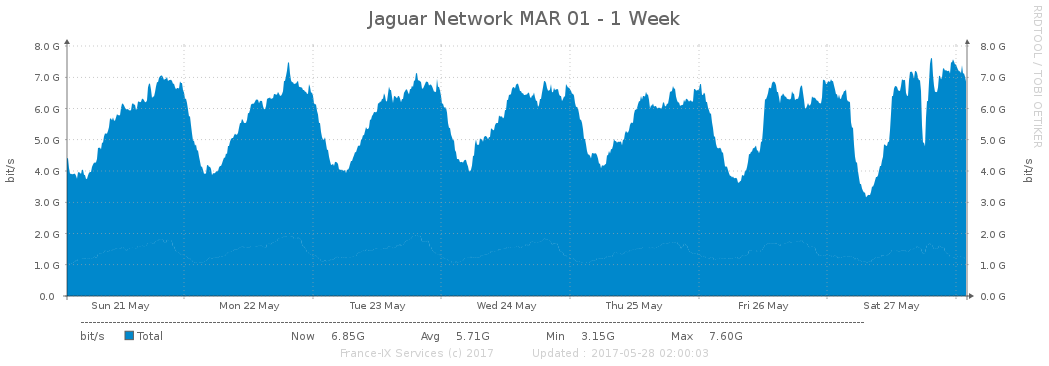 Jaguar Network MAR 01 - 1 Week
RRDTOOL / TOBI OETIKER
8.0 G 8.0 G
7.0 G 7.0 G
6.0 G 6.0 G
5.0 G 5.0 G
4.0 G 4.0 G
3.0 G 3.0 G
2.0 G 2.0 G
1.0 G 1.0 G
0.0 0.0 G
bit/s
bit/s
Sun 21 May Mon 22 May Tue 23 May Wed 24 May Thu 25 May Fri 26 May Sat 27 May
bit/s Total Now 6.85G Avg 5.71G Min 3.15G Max 7.60G
France-IX Services (c) 2017 Updated : 2017-05-28 02:00:03